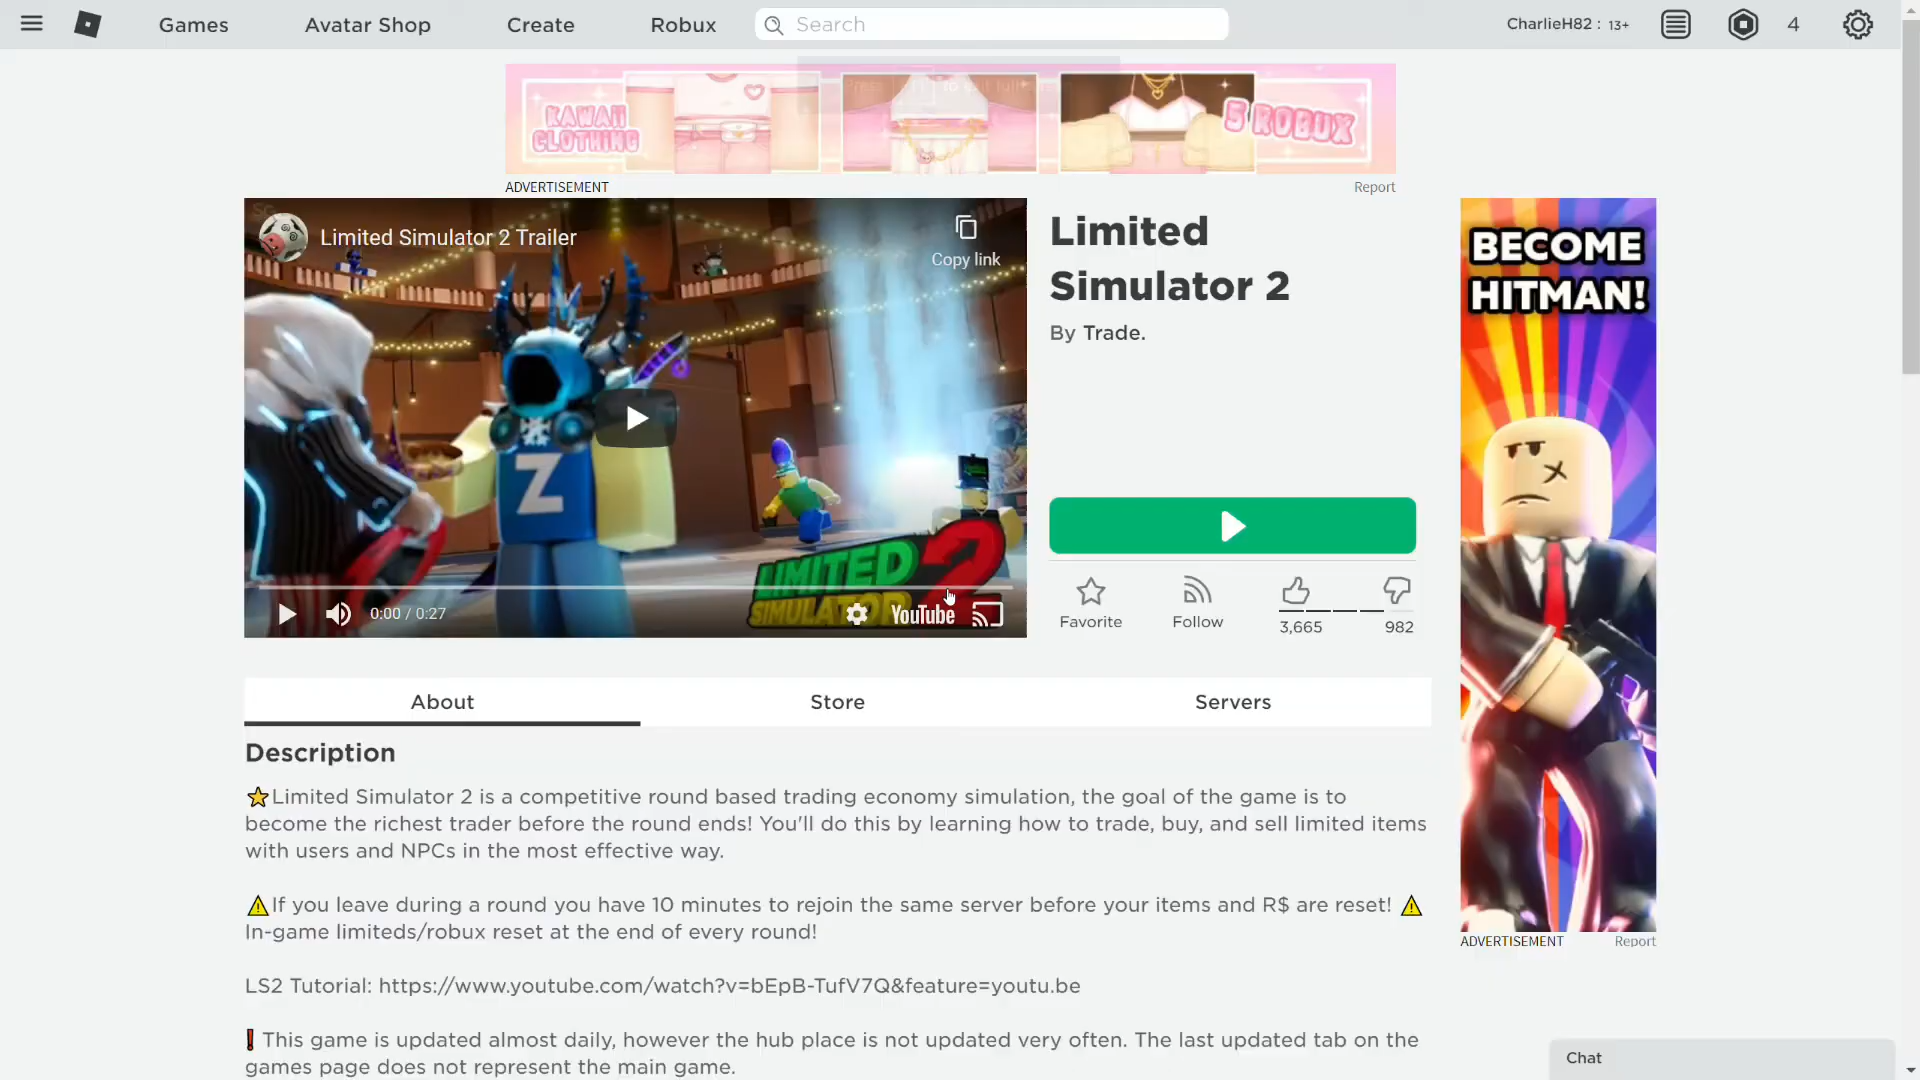 Games
Avatar Shop
Create
Robux
Search
CharlieH82 : 13+
4
KAWAII
CLOTHING
5 ROBUX
ADVERTISEMENT
Report
Limited Simulator 2 Trailer
Copy link
Z
LIMITED
SIMULATOR 2
0:00 / 0:27
YouTube
Limited
Simulator 2
By Trade.
Favorite
Follow
3,665
982
BECOME
HITMAN!
ADVERTISEMENT
Report
About
Store
Servers
Description
⭐Limited Simulator 2 is a competitive round based trading economy simulation, the goal of the game is to
become the richest trader before the round ends! You'll do this by learning how to trade, buy, and sell limited items
with users and NPCs in the most effective way.
⚠If you leave during a round you have 10 minutes to rejoin the same server before your items and R$ are reset! ⚠
In-game limiteds/robux reset at the end of every round!
LS2 Tutorial: https://www.youtube.com/watch?v=bEpB-TufV7Q&feature=youtu.be
❗This game is updated almost daily, however the hub place is not updated very often. The last updated tab on the
games page does not represent the main game.
Chat